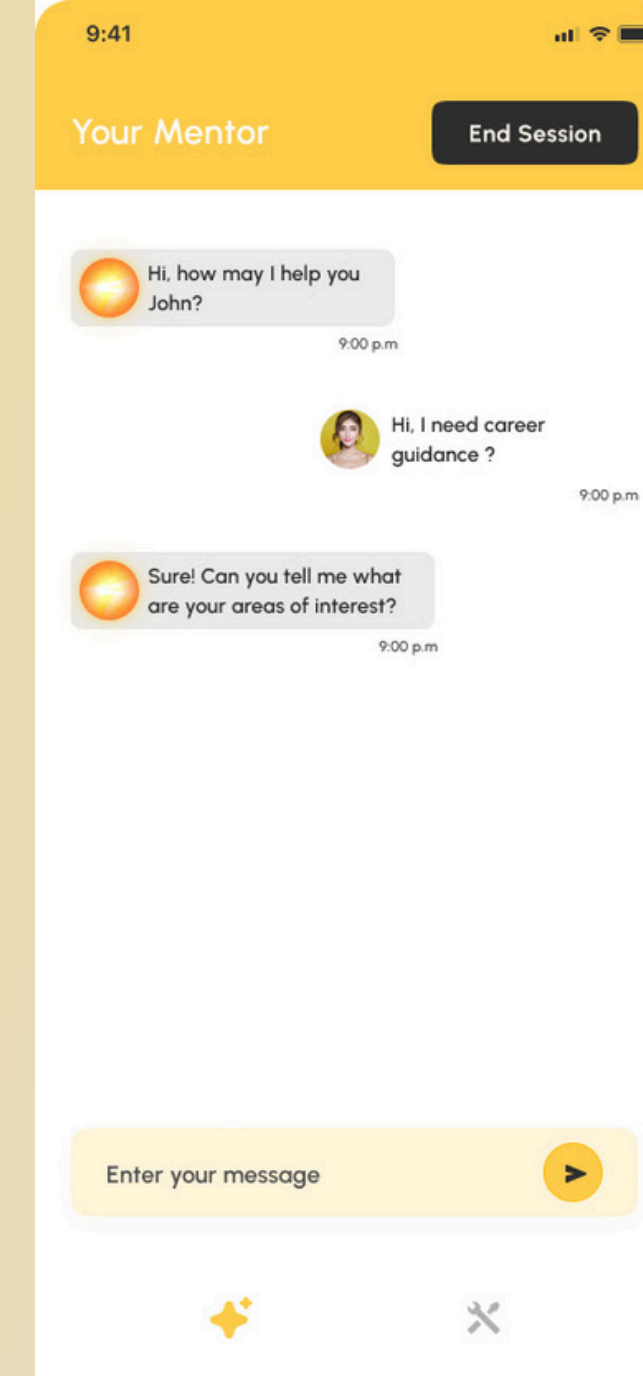 9:41
Your Mentor
End Session
Hi, how may I help you
John?
9:00 p.m
Hi, I need career
guidance ?
9:00 p.m
Sure! Can you tell me what
are your areas of interest?
9:00 p.m
Enter your message